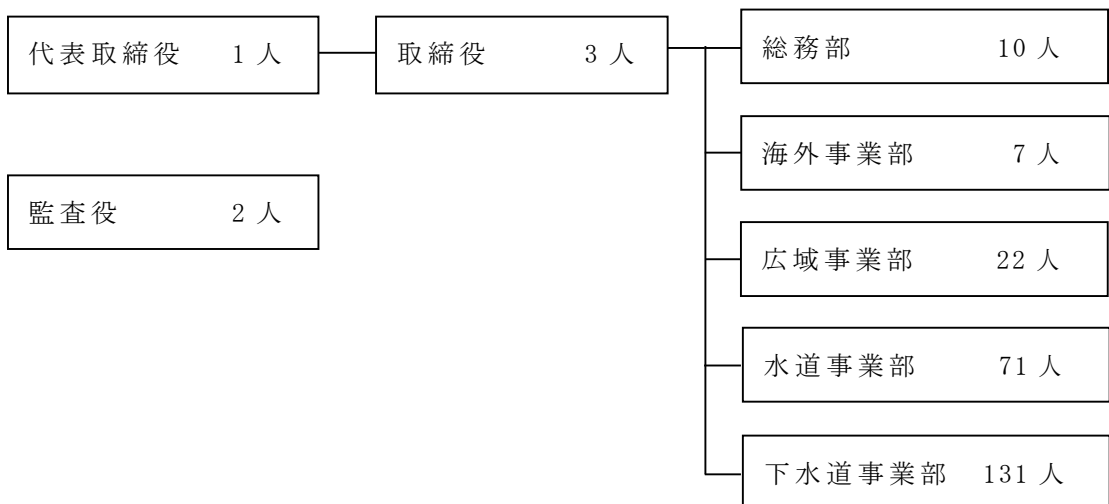 代表取締役 1人
取締役 3人
総務部 10人
海外事業部 7人
監査役 2人
広域事業部 22人
水道事業部 71人
下水道事業部 131人